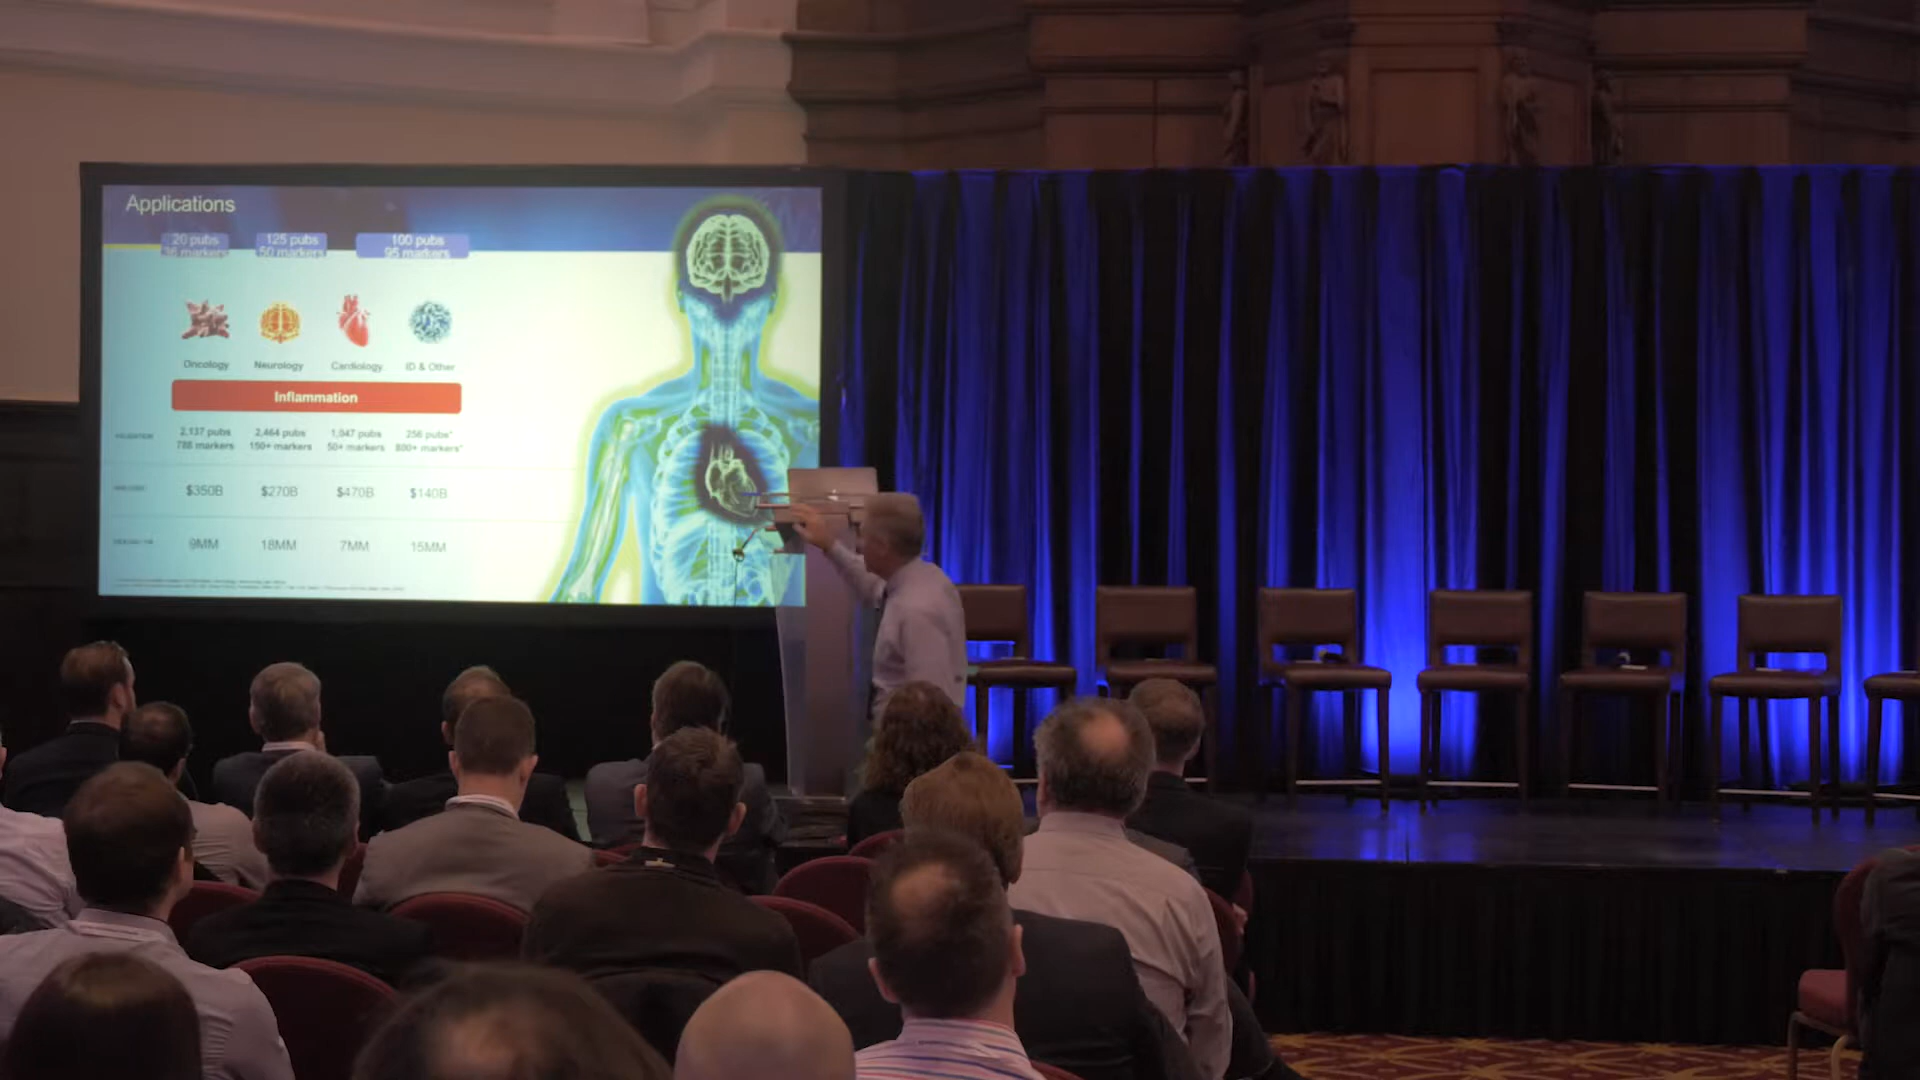 Applications
20 pubs
36 markers
125 pubs
50 markers
100 pubs
95 markers
Oncology Neurology Cardiology ID & Other
Inflammation
2,137 pubs 2,464 pubs 1,047 pubs 256 pubs*
788 markers 150+ markers 50+ markers 800+ markers*
$350B $270B $470B $140B
9MM 18MM 7MM 15MM